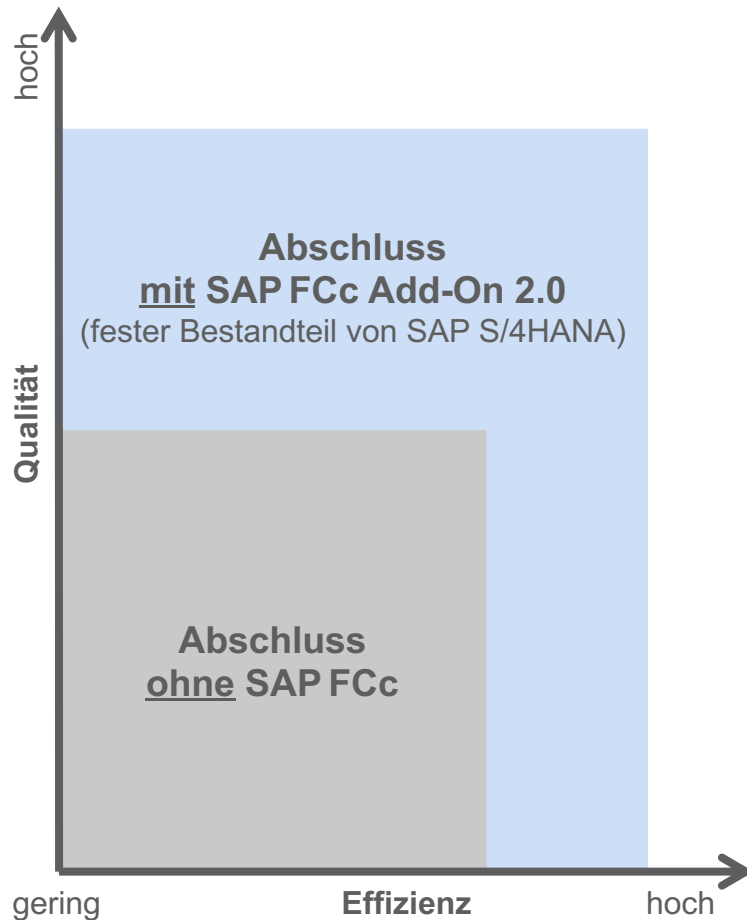 hoch
Abschluss
mit SAP FCc Add-On 2.0
(fester Bestandteil von SAP S/4HANA)
Qualität
Abschluss
ohne SAP FCc
gering
Effizienz
hoch